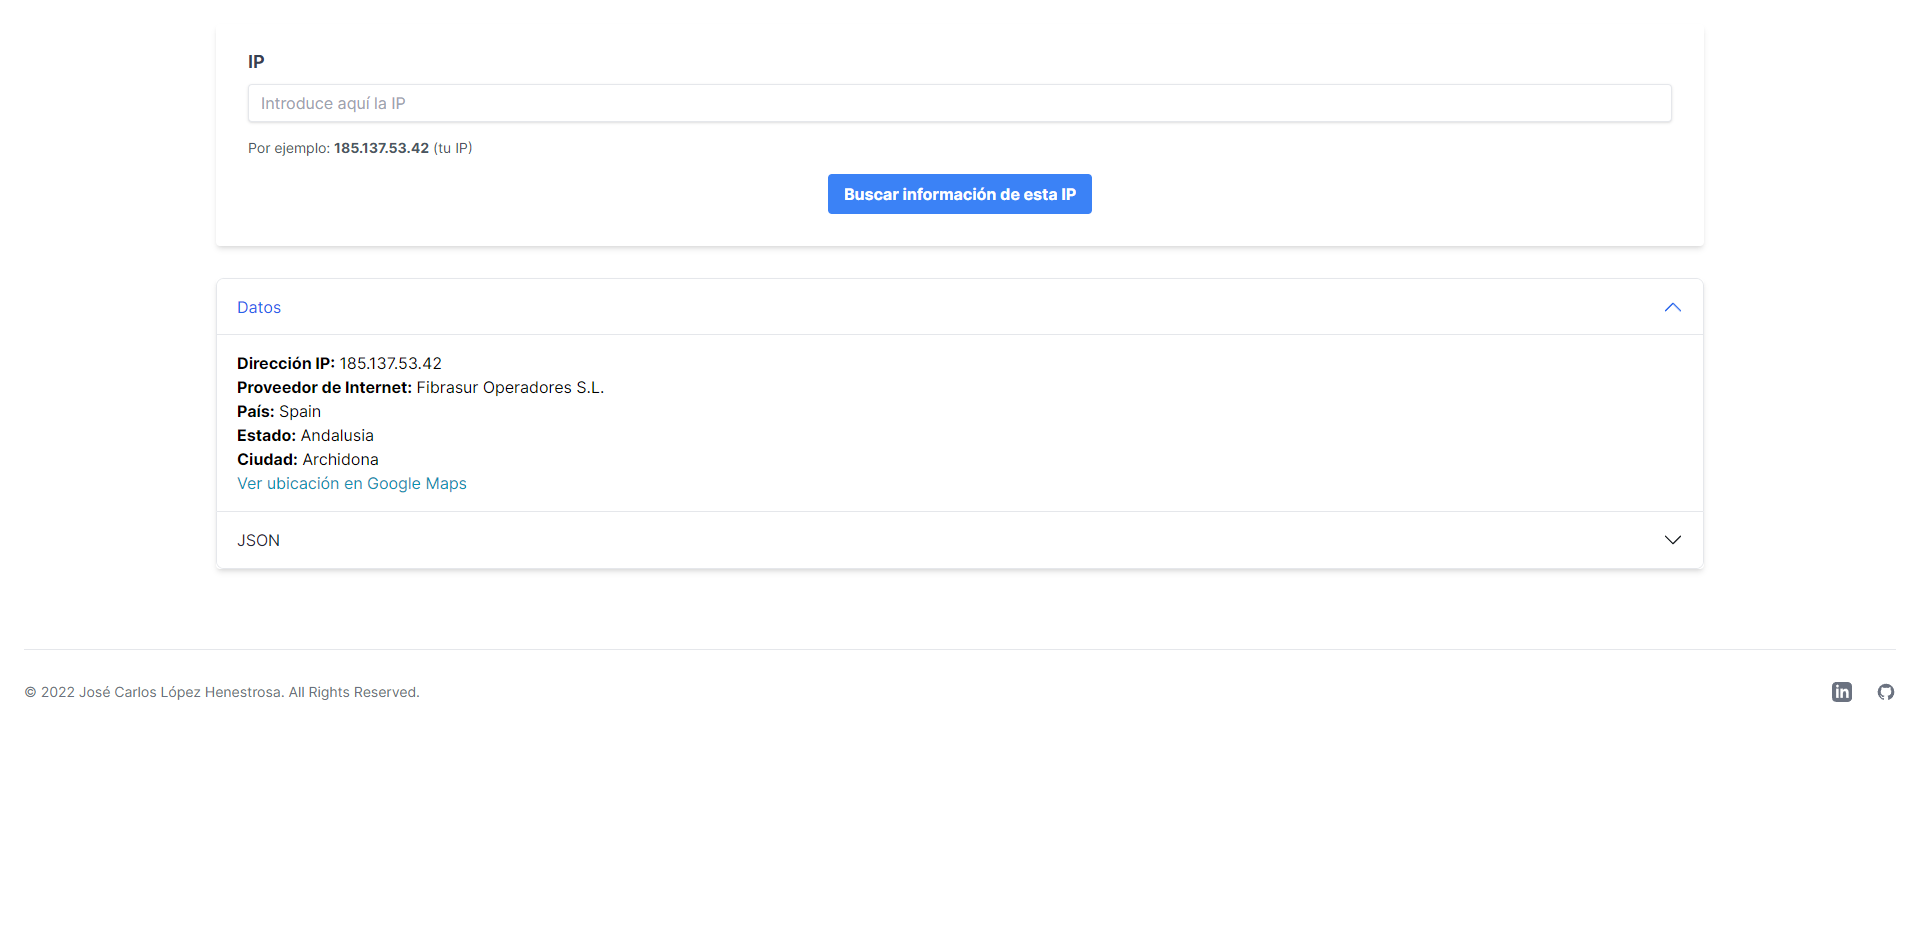 IP
Introduce aquí la IP
Por ejemplo: 185.137.53.42 (tu IP)
Buscar información de esta IP
Datos
Dirección IP: 185.137.53.42
Proveedor de Internet: Fibrasur Operadores S.L.
País: Spain
Estado: Andalusia
Ciudad: Archidona
Ver ubicación en Google Maps
JSON
© 2022 José Carlos López Henestrosa. All Rights Reserved.
in